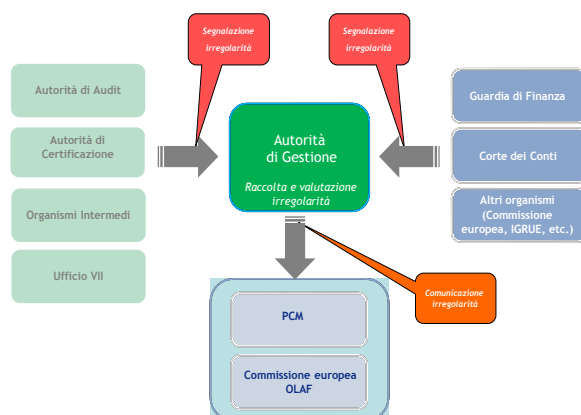 Segnalazione
irregolarità
Segnalazione
irregolarità
Autorità di Audit
Autorità di
Certificazione
Organismi Intermedi
Ufficio VII
Autorità
di Gestione
Raccolta e valutazione
irregolarità
Guardia di Finanza
Corte dei Conti
Altri organismi
(Commissione
europea, IGRUE, etc.)
Comunicazione
irregolarità
PCM
Commissione europea
OLAF